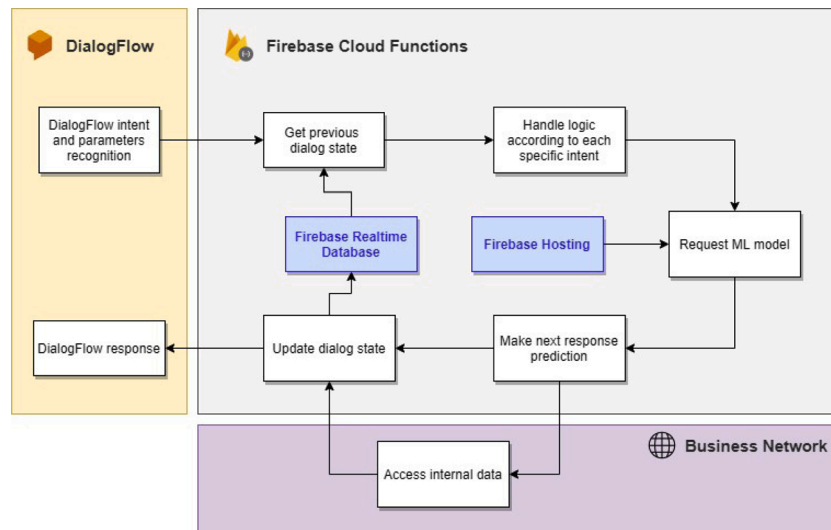 DialogFlow
Firebase Cloud Functions
DialogFlow intent
and parameters
recognition
Get previous
dialog state
Handle logic
according to each
specific intent
Firebase Realtime
Database
Firebase Hosting
Request ML model
DialogFlow response
Update dialog state
Make next response
prediction
Business Network
Access internal data